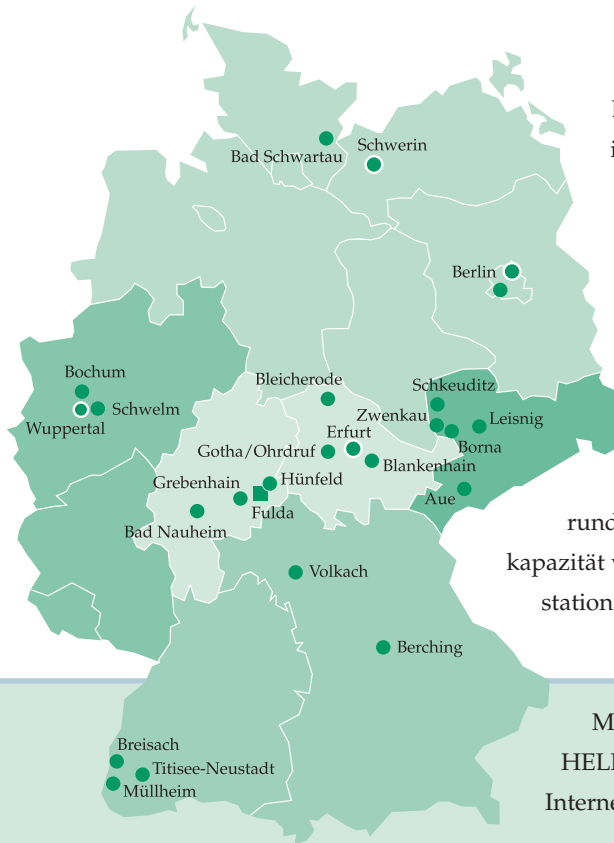 Schwerin
Bad Schwartau
Berlin
Bochum
Schwelm
Wuppertal
Bleicherode
Schkeuditz
Zwenkau
Leisnig
Erfurt
Borna
Gotha/Ohrdruf
Blankenhain
Grebenhain
Hünfeld
Aue
Fulda
Bad Nauheim
rund
kapazität
station
Volkach
Berching
M
HEL
Breisach
Titisee-Neustadt
Interne
Müllheim